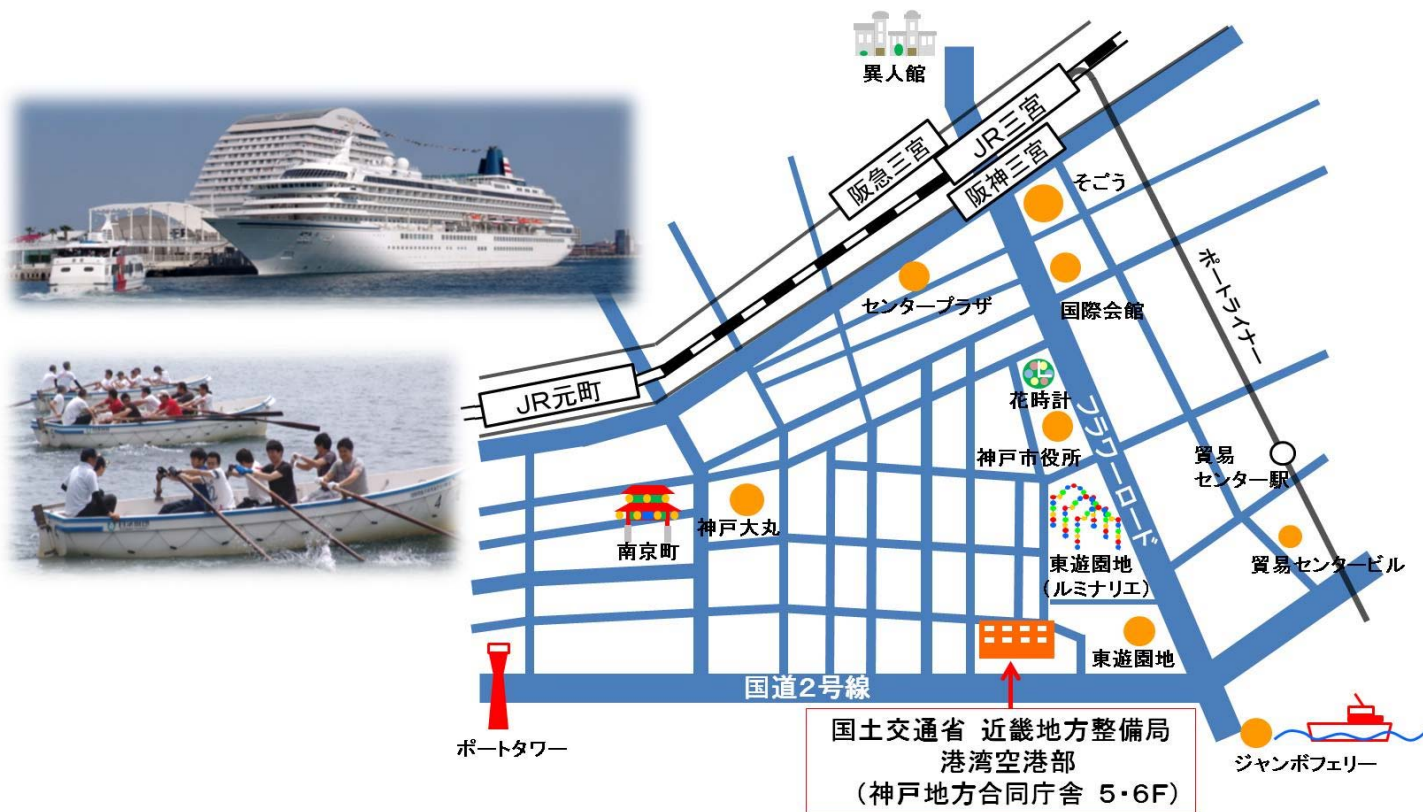 異人館
阪急三宮
JR三宮
阪神三宮
そごう
センタープラザ
国際会館
ポートライナー
JR元町
花時計
フラワーロード
神戸市役所
貿易
センター駅
南京町
神戸大丸
東遊園地
(ルミナリエ)
貿易センタービル
東遊園地
国道2号線
ポートタワー
国土交通省 近畿地方整備局
港湾空港部
(神戸地方合同庁舎 5・6F)
ジャンボフェリー
4